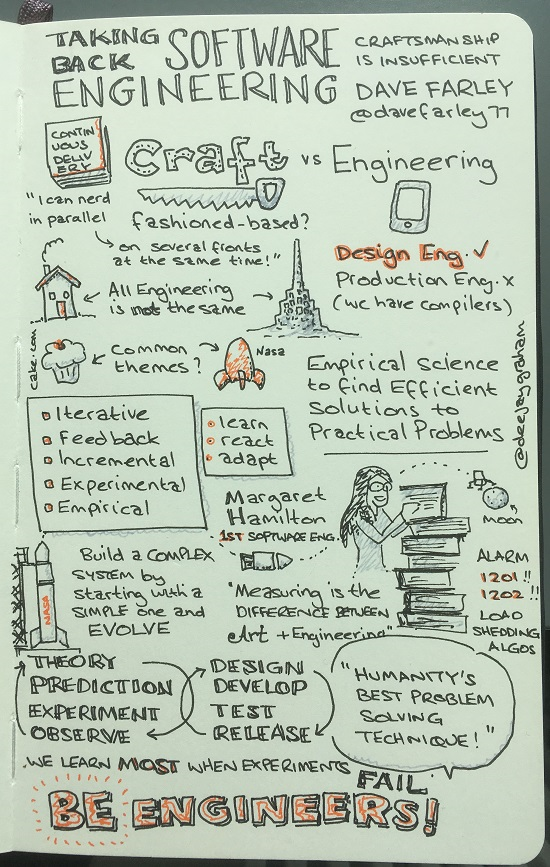 TAKING
BACK
SOFTWARE
ENGINEERING
CRAFTSMANSHIP
IS INSUFFICIENT
DAVE FARLEY
@davefarley77
CONTIN
UOUS
DELIV
ERY
Craft vs Engineering
"I can nerd
in parallel
on several fronts
at the same time!"
fashioned-based?
Design Eng. ✓
Production Eng. x
(we have compilers)
All Engineering
is not the same
cake.com
Common
themes?
Nasa
Empirical Science
to find Efficient
Solutions to
Practical Problems
@deejaygraham
Iterative
Feedback
Incremental
Experimental
Empirical
learn
react
adapt
Margaret
Hamilton
1ST SOFTWARE ENG.
MOON
NASA
Build a COMPLEX
SYSTEM by
starting with a
SIMPLE one and
EVOLVE
"Measuring is the
DIFFERENCE BETWEEN
Art + Engineering"
ALARM
1201 !!
1202 !!
LOAD
SHEDDING
ALGOS
THEORY
PREDICTION
EXPERIMENT
OBSERVE
DESIGN
DEVELOP
TEST
RELEASE
"HUMANITY'S
BEST PROBLEM
SOLVING
TECHNIQUE!"
WE LEARN MOST WHEN EXPERIMENTS
FAIL
BE ENGINEERS!